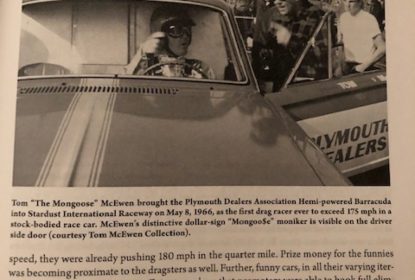 TOM
PLYMOUTH
DEALERS
Tom "The Mongoose" McEwen brought the Plymouth Dealers Association Hemi-powered Barracuda
into Stardust International Raceway on May 8, 1966, as the first drag racer ever to exceed 175 mph in a
stock-bodied race car. McEwen's distinctive dollar-sign "Mongoo$e" moniker is visible on the driver
side door (courtesy Tom McEwen Collection).
speed, they were already pushing 180 mph in the quarter mile. Prize money for the funnies
was becoming proximate to the dragsters as well. Further, funny cars, in all their varying iter-